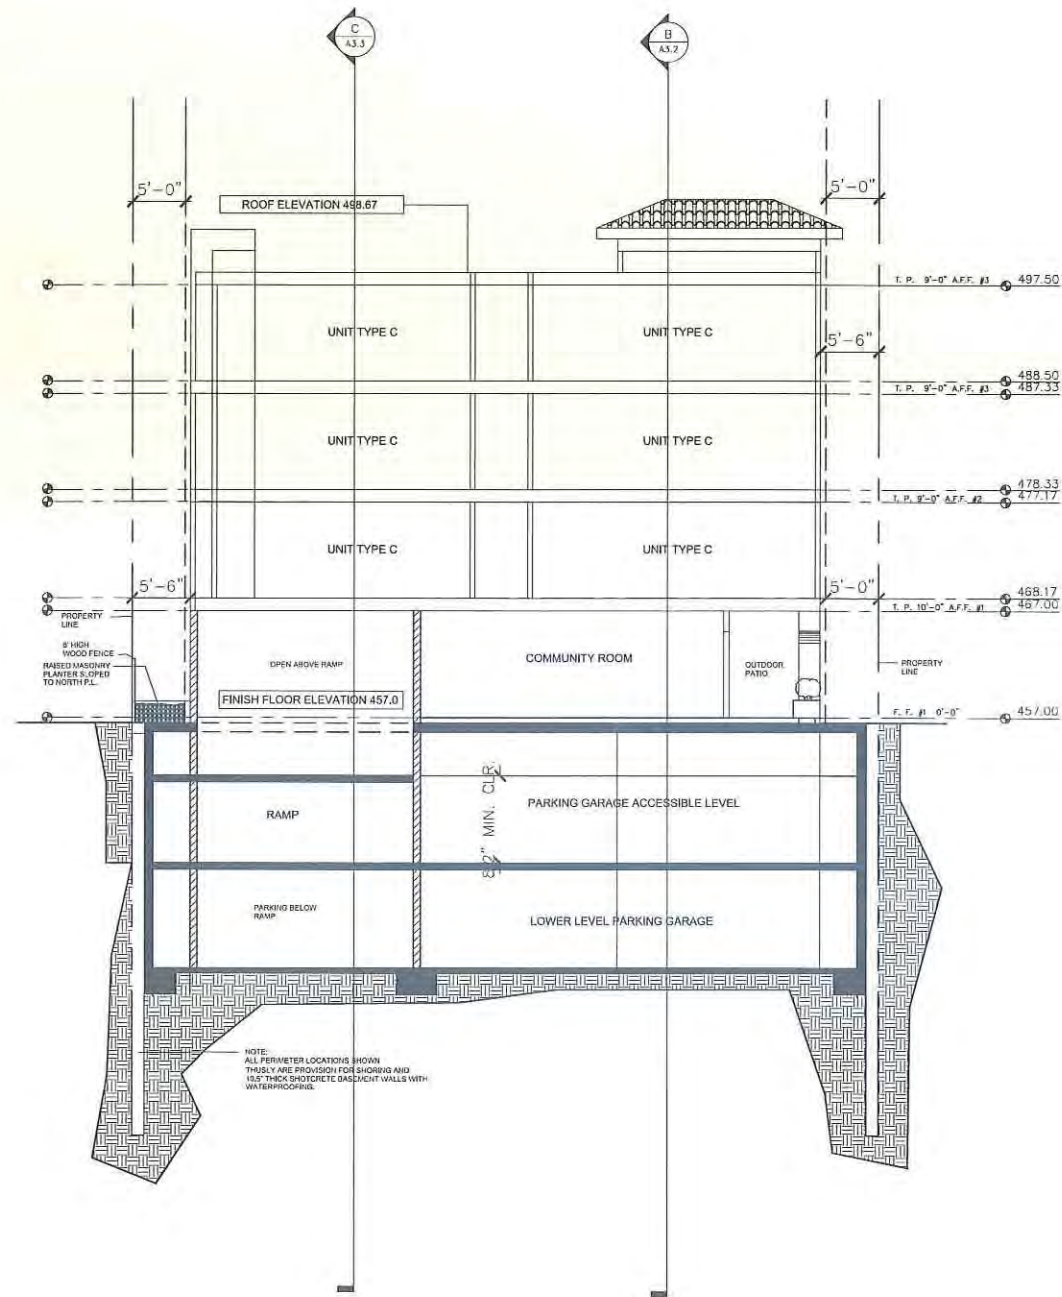 C
A3.3
B
A3.2
5'-0"
5'-0"
ROOF ELEVATION 498.67
T. P. 9'-0" A.F.F. #3
497.50
UNIT TYPE C
UNIT TYPE C
5'-6"
488.50
T. P. 9'-0" A.F.F. #3
487.33
UNIT TYPE C
UNIT TYPE C
478.33
T. P. 9'-0" A.F.F. #2
477.17
UNIT TYPE C
UNIT TYPE C
5'-6"
5'-0"
468.17
T. P. 10'-0" A.F.F. #1
467.00
PROPERTY
LINE
WOOD FENCE
RAISED MASONRY
PLANTER SLOPED
TO NORTH P.L.
OPEN ABOVE RAMP
COMMUNITY ROOM
OUTDOOR
PATIO
PROPERTY
LINE
FINISH FLOOR ELEVATION 457.0
F. F. #1 0'-0"
457.00
RAMP
MIN. CLR.
PARKING GARAGE ACCESSIBLE LEVEL
PARKING BELOW
RAMP
LOWER LEVEL PARKING GARAGE
NOTE:
ALL PERIMETER LOCATIONS SHOWN
THUSLY ARE PROVISION FOR SHORING AND
THICK SHOTCRETE BASEMENT WALLS WITH
WATERPROOFING.